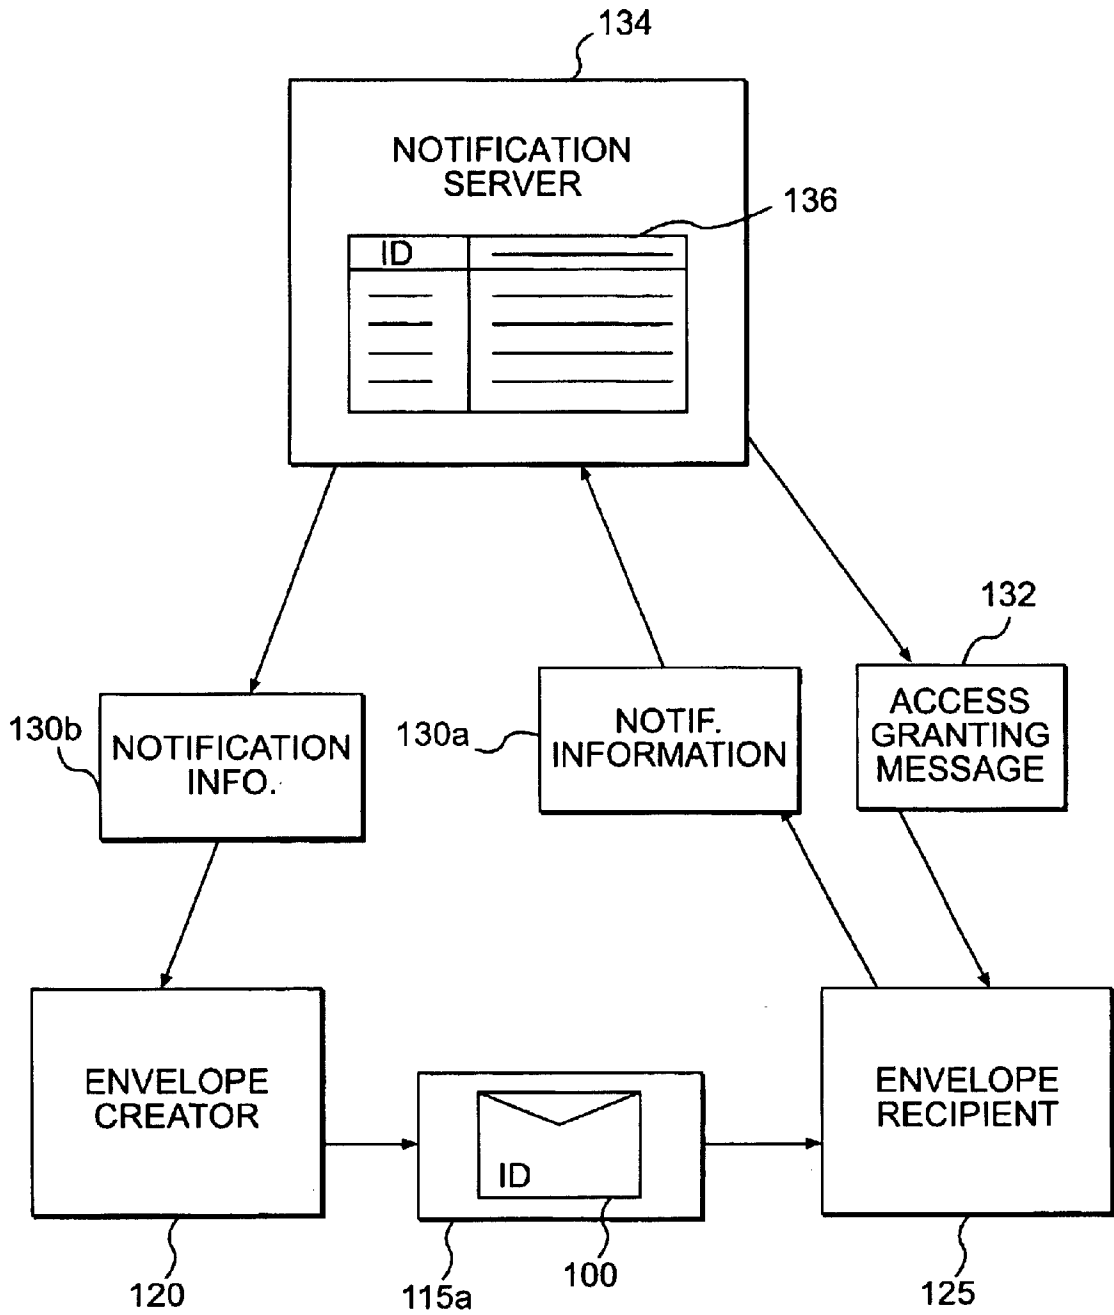 134
NOTIFICATION
SERVER
136
ID
132
130b
NOTIFICATION
INFO.
130a
NOTIF.
INFORMATION
ACCESS
GRANTING
MESSAGE
ENVELOPE
CREATOR
ID
ENVELOPE
RECIPIENT
120
115a
100
125